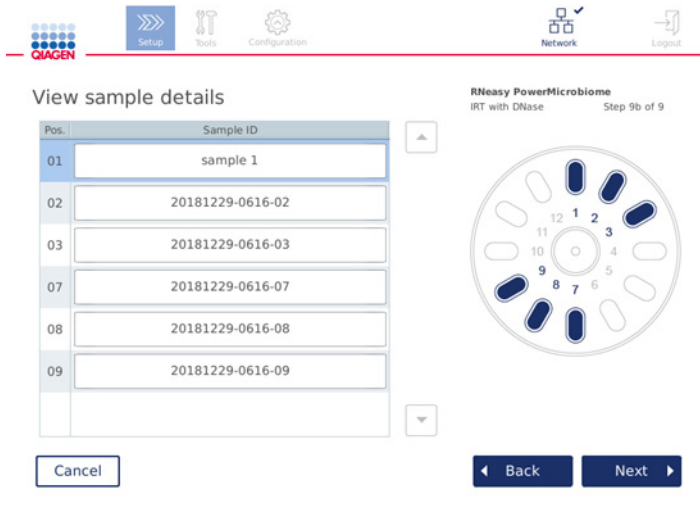 QIAGEN
Setup
Tools
Configuration
Network
Logout
View sample details
RNeasy PowerMicrobiome
IRT with DNase Step 9b of 9
Pos. Sample ID
01 sample 1
02 20181229-0616-02
03 20181229-0616-03
07 20181229-0616-07
08 20181229-0616-08
09 20181229-0616-09
12 1 2
11 3
10 4
9 5
8 7 6
Cancel
Back
Next